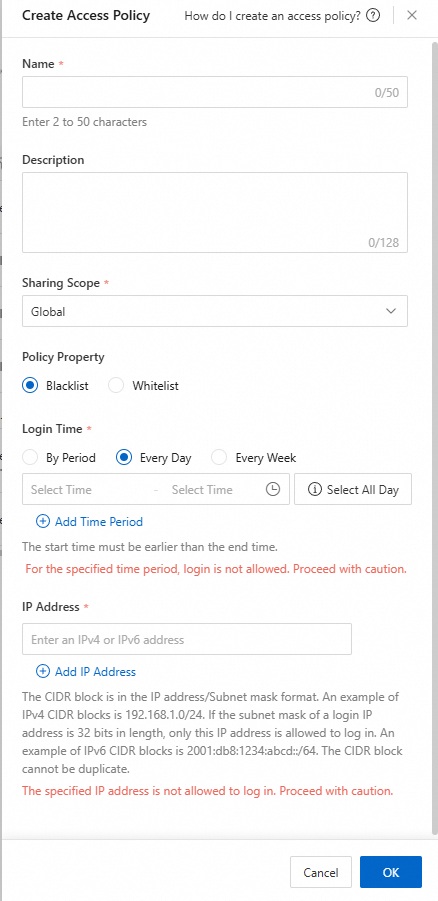 Create Access Policy How do I create an access policy?
Name *
0/50
Enter 2 to 50 characters
Description
0/128
Sharing Scope *
Global
Policy Property
Blacklist Whitelist
Login Time *
By Period Every Day Every Week
Select Time - Select Time Select All Day
Add Time Period
The start time must be earlier than the end time.
For the specified time period, login is not allowed. Proceed with caution.
IP Address *
Enter an IPv4 or IPv6 address
Add IP Address
The CIDR block is in the IP address/Subnet mask format. An example of
IPv4 CIDR blocks is 192.168.1.0/24. If the subnet mask of a login IP
address is 32 bits in length, only this IP address is allowed to log in. An
example of IPv6 CIDR blocks is 2001:db8:1234:abcd::/64. The CIDR block
cannot be duplicate.
The specified IP address is not allowed to log in. Proceed with caution.
Cancel OK